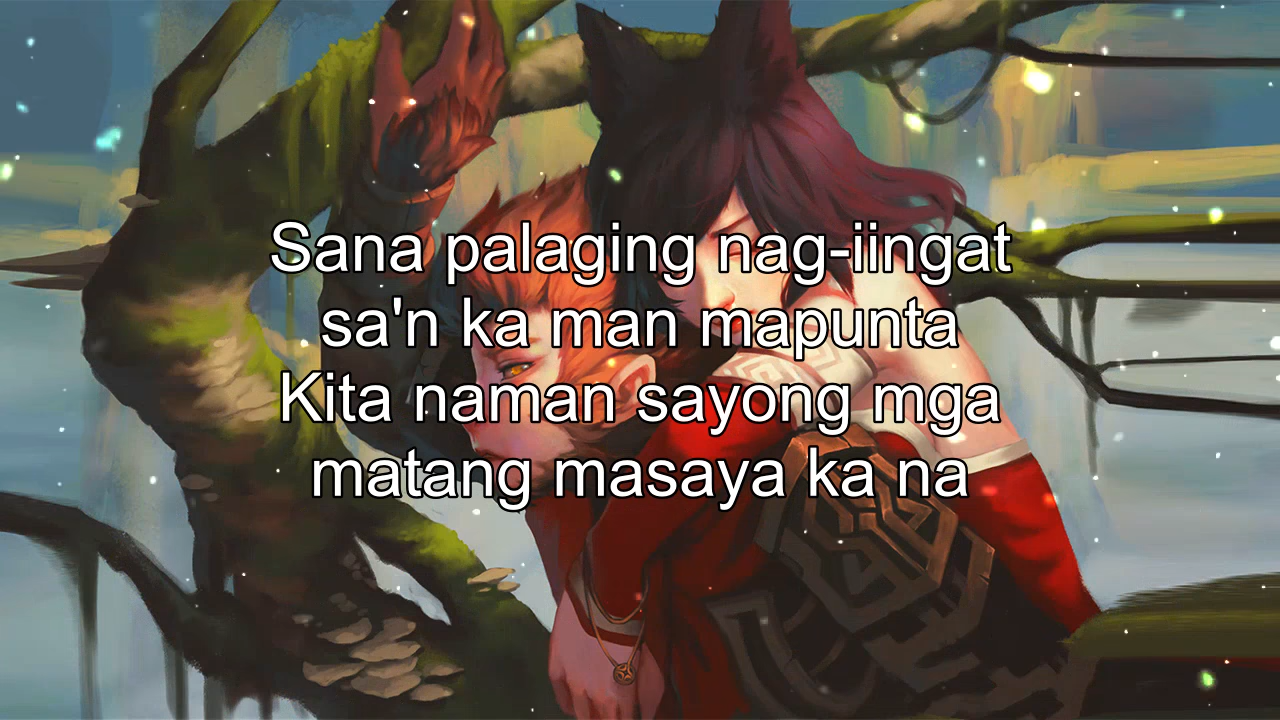 Sana palaging nag-iingat
sa'n ka man mapunta
Kita naman sayong mga
matang masaya ka na